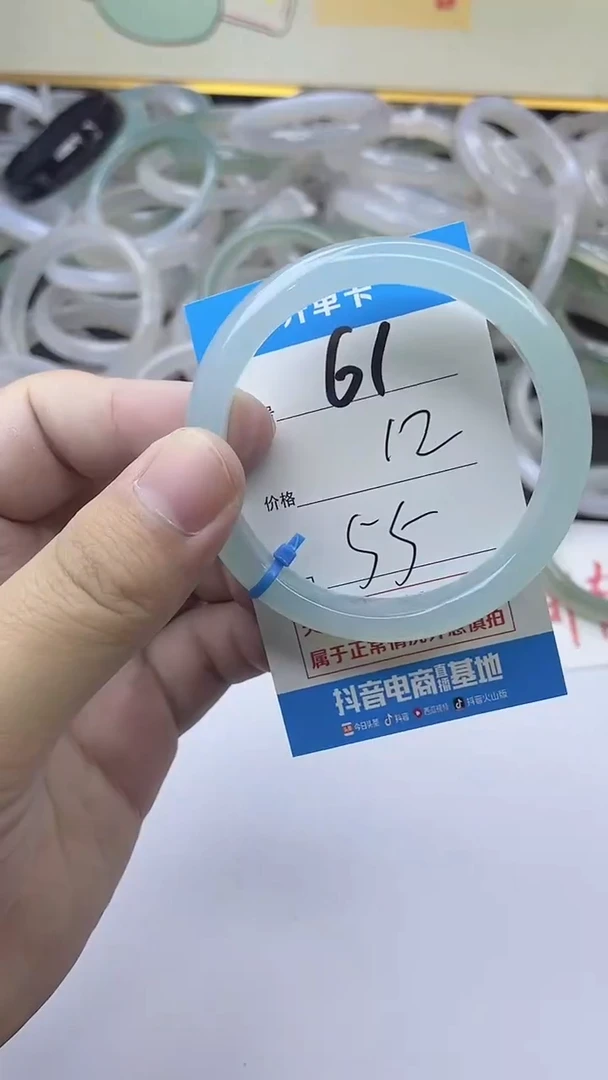 开单卡
61
12
价格
55
属于正常情况介意慎拍
抖音电商直播基地
今日头条 抖音 西瓜视频 抖音火山版